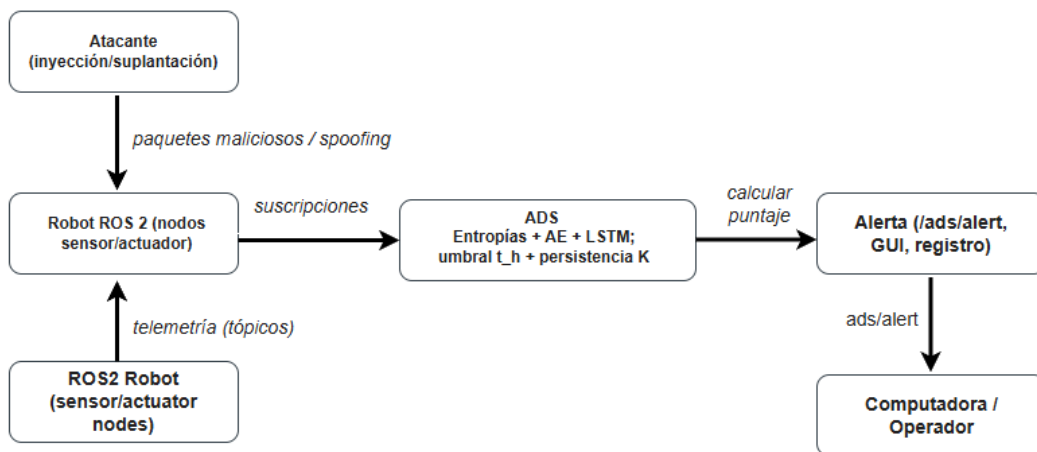 Atacante
(inyección/suplantación)
paquetes maliciosos / spoofing
Robot ROS 2 (nodos
sensor/actuador)
suscripciones
ADS
Entropías + AE + LSTM;
umbral t_h + persistencia K
calcular
puntaje
Alerta (/ads/alert,
GUI, registro)
telemetría (tópicos)
ads/alert
ROS2 Robot
(sensor/actuator
nodes)
Computadora /
Operador